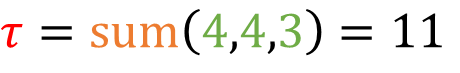 τ = sum(4,4,3) = 11